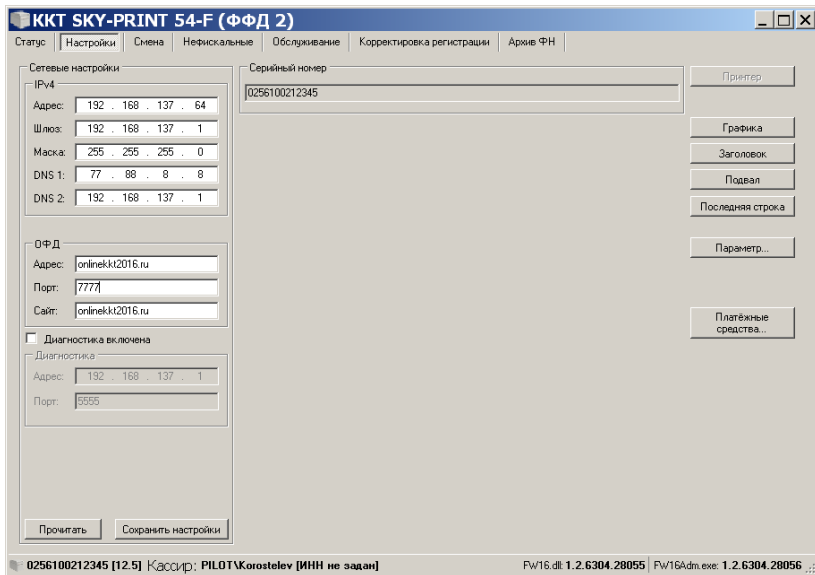 ККТ SKY-PRINT 54-F (ФФД 2)
Статус Настройки Смена Нефискальные Обслуживание Корректировка регистрации Архив ФН
Сетевые настройки
IPv4
Адрес: 192 . 168 . 137 . 64
Шлюз: 192 . 168 . 137 . 1
Маска: 255 . 255 . 255 . 0
DNS 1: 77 . 88 . 8 . 8
DNS 2: 192 . 168 . 137 . 1
ОФД
Адрес: onlinekkt2016.ru
Порт: 7777
Сайт: onlinekkt2016.ru
Диагностика включена
Диагностика
Адрес: 192 . 168 . 137 . 1
Порт: 5555
Прочитать Сохранить настройки
Серийный номер
0256100212345
Принтер
Графика
Заголовок
Подвал
Последняя строка
Параметр...
Платёжные
средства...
0256100212345 [12.5] Кассир: PILOT\Korostelev [ИНН не задан] FW16.dll: 1.2.6304.28055 FW16Adm.exe: 1.2.6304.28056